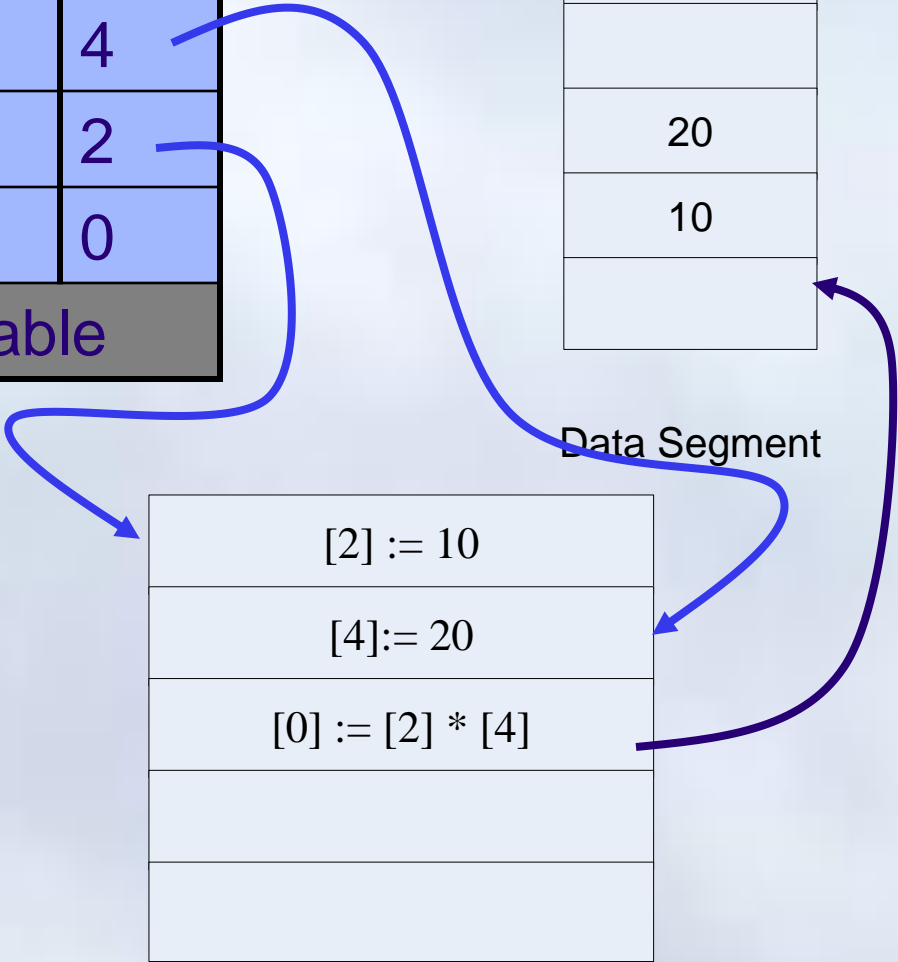 4
2
0
able
20
10
Data Segment
[2] := 10
[4]:= 20
[0] := [2] * [4]